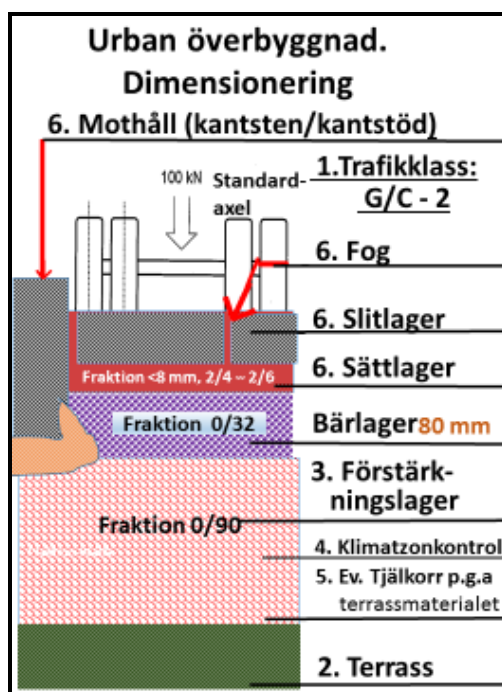 Urban överbyggnad.
Dimensionering
6. Mothåll (kantsten/kantstöd)
100 kN Standard-
axel
1.Trafikklass:
G/C - 2
6. Fog
6. Slitlager
Fraktion <8 mm, 2/4 – 2/6
6. Sättlager
Fraktion 0/32
Bärlager 80 mm
3. Förstärk-
ningslager
Fraktion 0/90
4. Klimatzonkontrol
5. Ev. Tjälkorr p.g.a
terrassmaterialet
2. Terrass